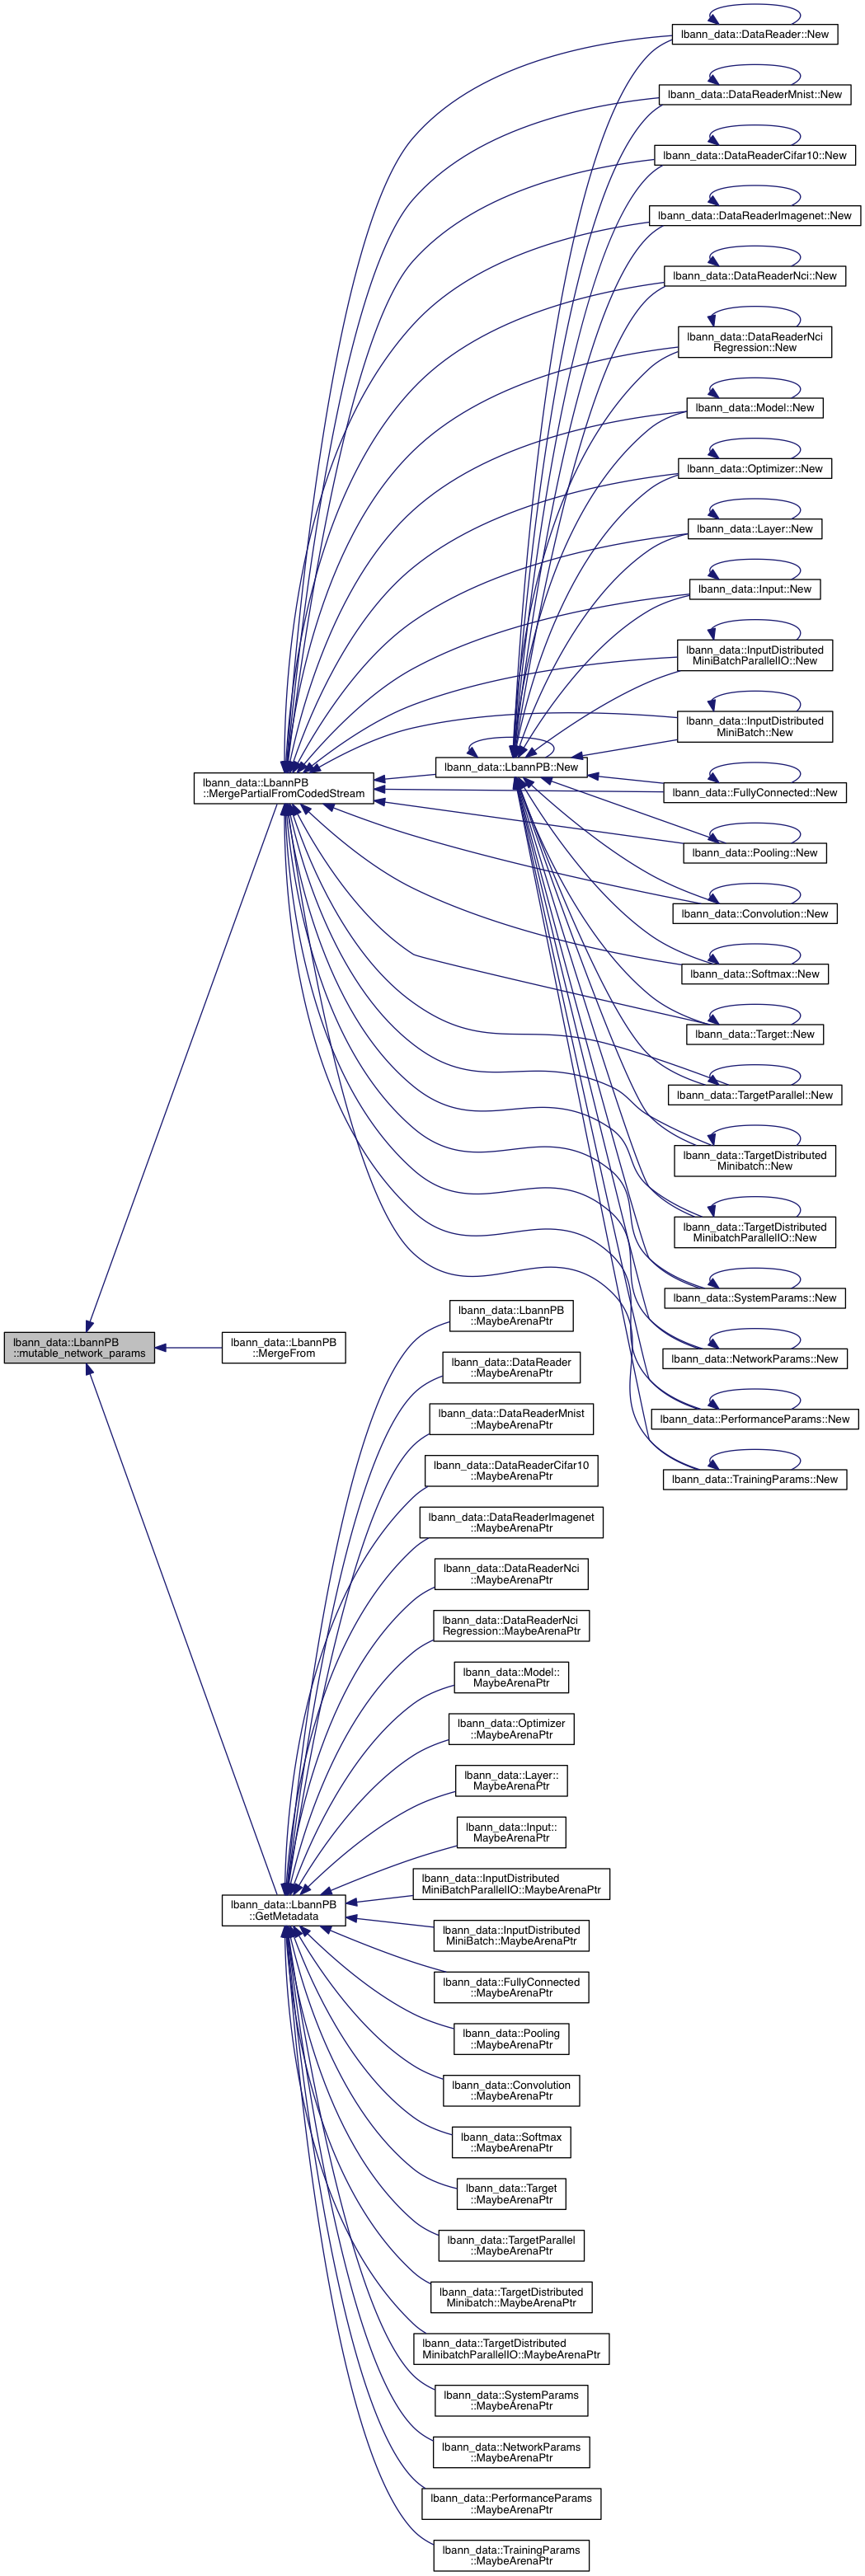 lbann_data::DataReader::New
lbann_data::DataReaderMnist::New
lbann_data::DataReaderCifar10::New
lbann_data::DataReaderImagenet::New
lbann_data::DataReaderNci::New
lbann_data::DataReaderNci
Regression::New
lbann_data::Model::New
lbann_data::Optimizer::New
lbann_data::Layer::New
lbann_data::Input::New
lbann_data::InputDistributed
MiniBatchParallelIO::New
lbann_data::InputDistributed
MiniBatch::New
lbann_data::LbannPB::New
lbann_data::LbannPB
::MergePartialFromCodedStream
lbann_data::FullyConnected::New
lbann_data::Pooling::New
lbann_data::Convolution::New
lbann_data::Softmax::New
lbann_data::Target::New
lbann_data::TargetParallel::New
lbann_data::TargetDistributed
Minibatch::New
lbann_data::TargetDistributed
MinibatchParallelIO::New
lbann_data::SystemParams::New
lbann_data::NetworkParams::New
lbann_data::PerformanceParams::New
lbann_data::TrainingParams::New
lbann_data::LbannPB
::mutable_network_params
lbann_data::LbannPB
::MergeFrom
lbann_data::LbannPB
::MaybeArenaPtr
lbann_data::DataReader
::MaybeArenaPtr
lbann_data::DataReaderMnist
::MaybeArenaPtr
lbann_data::DataReaderCifar10
::MaybeArenaPtr
lbann_data::DataReaderImagenet
::MaybeArenaPtr
lbann_data::DataReaderNci
::MaybeArenaPtr
lbann_data::DataReaderNci
Regression::MaybeArenaPtr
lbann_data::Model::
MaybeArenaPtr
lbann_data::Optimizer
::MaybeArenaPtr
lbann_data::Layer::
MaybeArenaPtr
lbann_data::Input::
MaybeArenaPtr
lbann_data::InputDistributed
MiniBatchParallelIO::MaybeArenaPtr
lbann_data::LbannPB
::GetMetadata
lbann_data::InputDistributed
MiniBatch::MaybeArenaPtr
lbann_data::FullyConnected
::MaybeArenaPtr
lbann_data::Pooling
::MaybeArenaPtr
lbann_data::Convolution
::MaybeArenaPtr
lbann_data::Softmax
::MaybeArenaPtr
lbann_data::Target
::MaybeArenaPtr
lbann_data::TargetParallel
::MaybeArenaPtr
lbann_data::TargetDistributed
Minibatch::MaybeArenaPtr
lbann_data::TargetDistributed
MinibatchParallelIO::MaybeArenaPtr
lbann_data::SystemParams
::MaybeArenaPtr
lbann_data::NetworkParams
::MaybeArenaPtr
lbann_data::PerformanceParams
::MaybeArenaPtr
lbann_data::TrainingParams
::MaybeArenaPtr